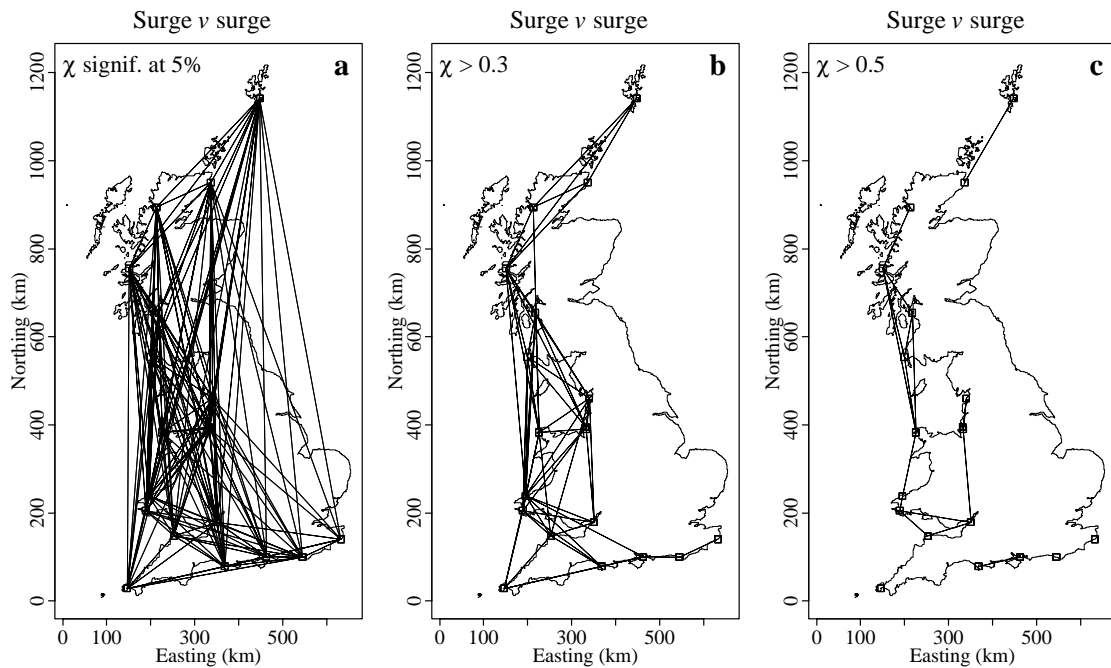 Surge v surge
Surge v surge
Surge v surge
χ signif. at 5%
a
χ > 0.3
b
χ > 0.5
c
Northing (km)
0
200
400
600
800
1000
1200
Northing (km)
0
200
400
600
800
1000
1200
Northing (km)
0
200
400
600
800
1000
1200
0
100
300
500
0
100
300
500
0
100
300
500
Easting (km)
Easting (km)
Easting (km)